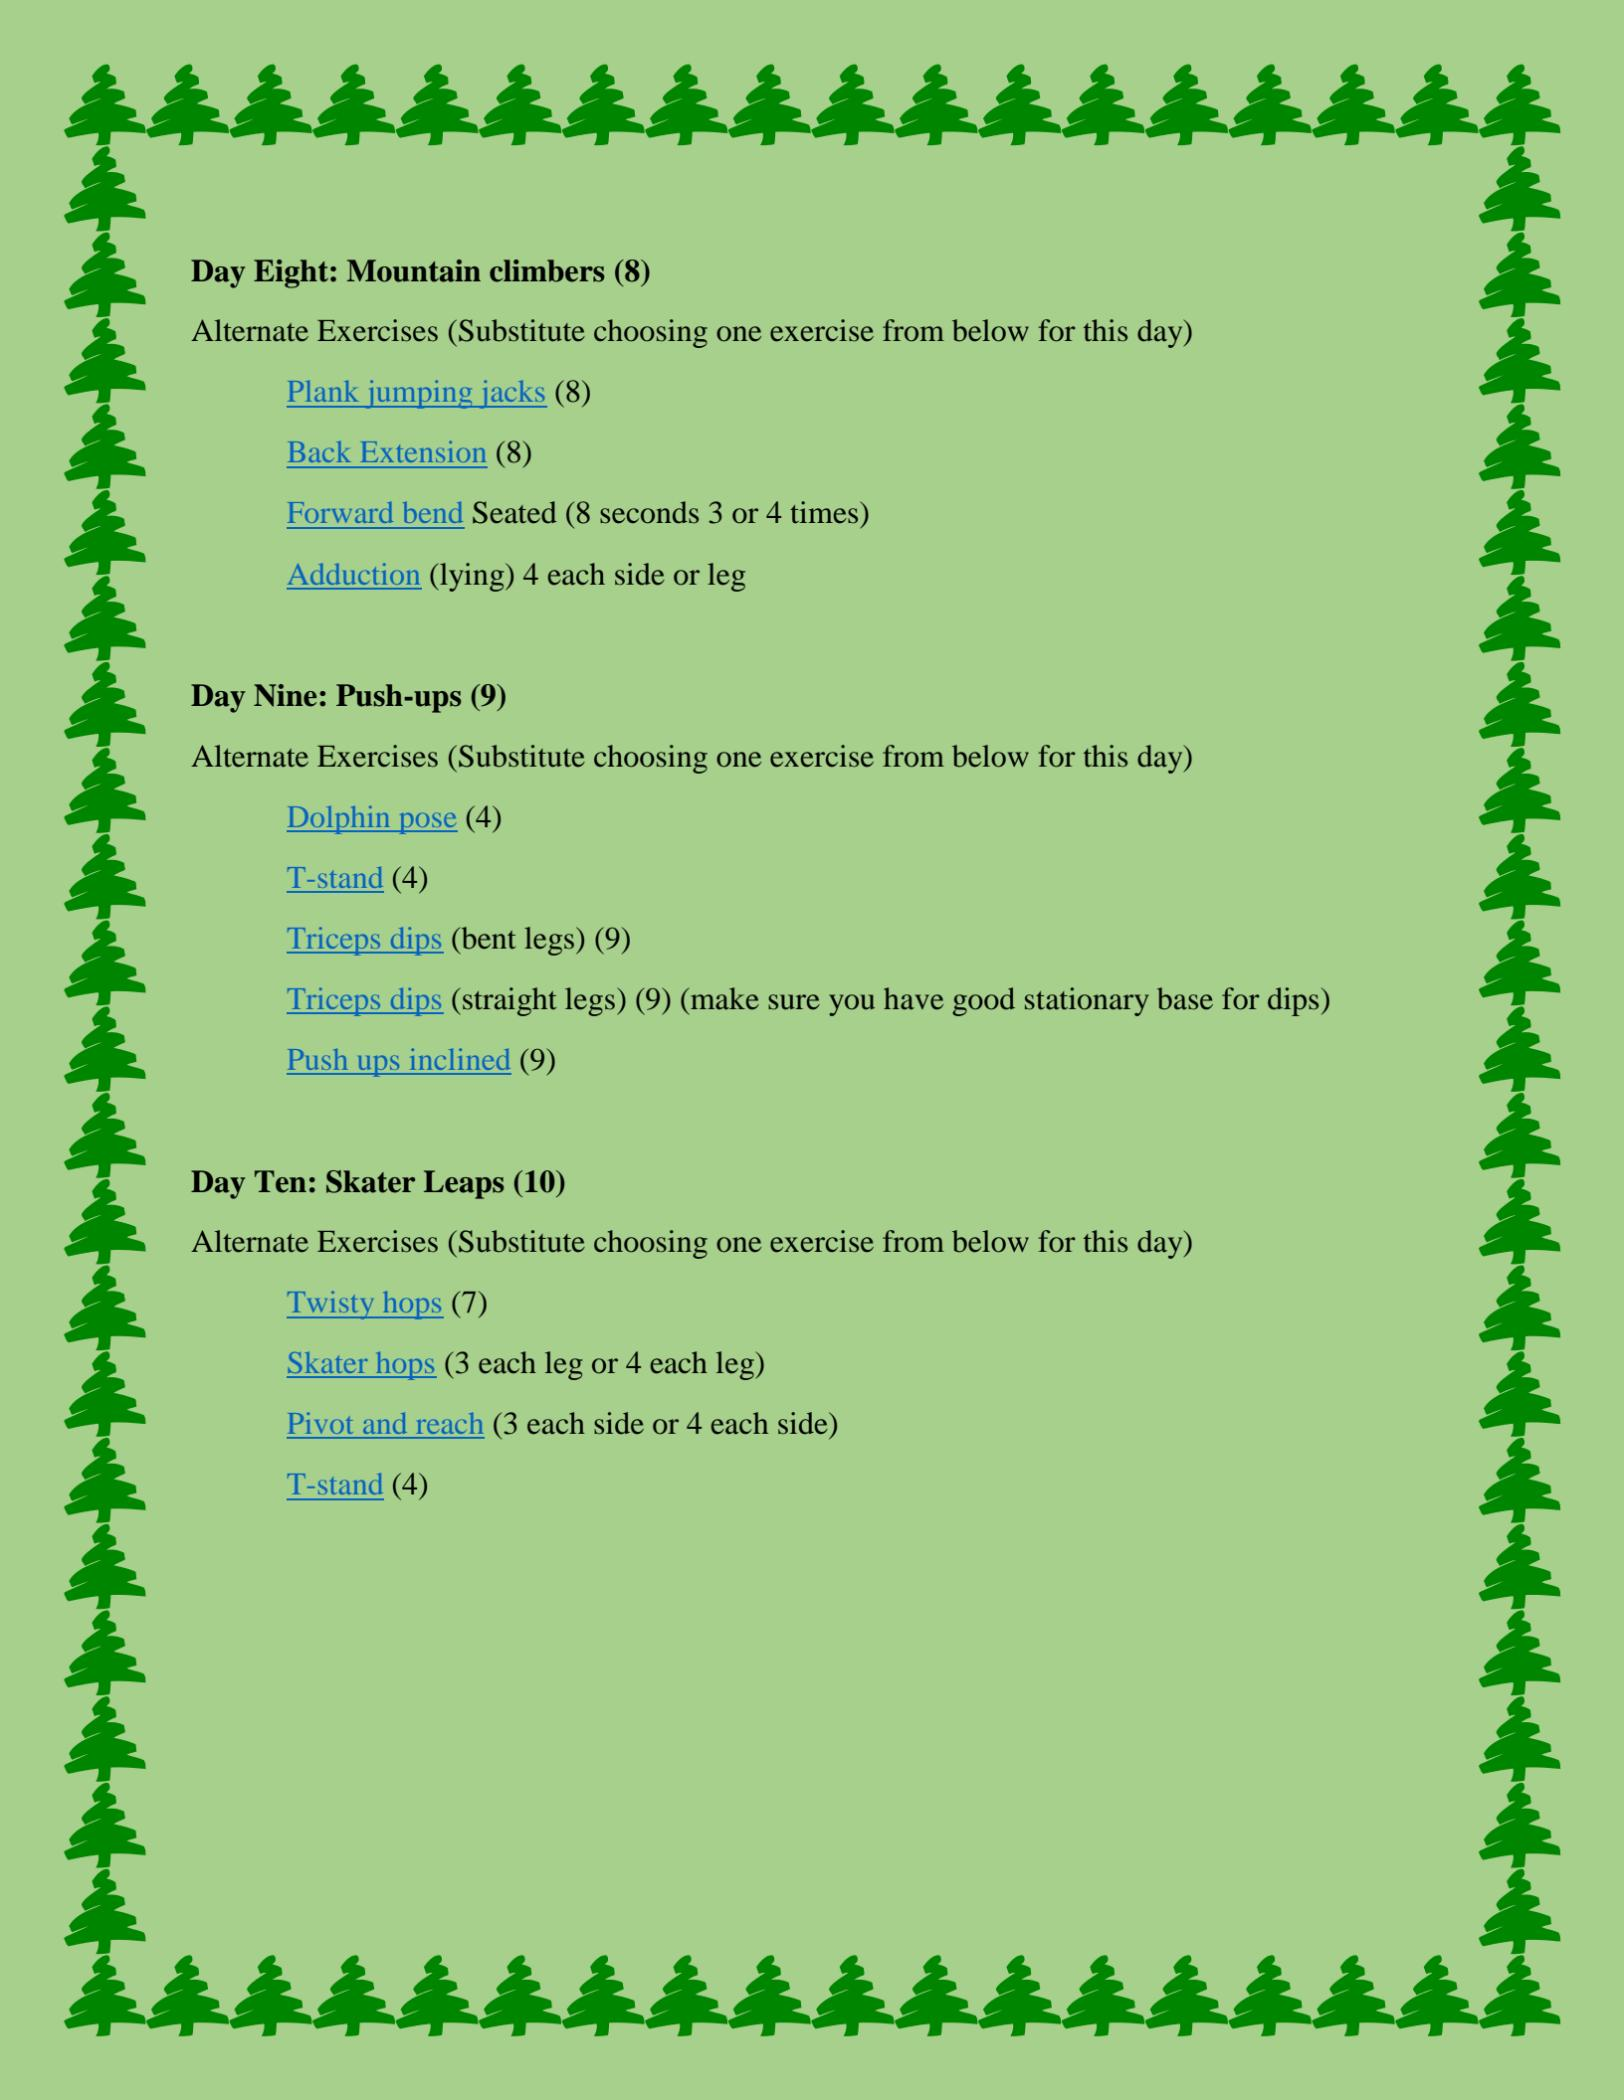 Day Eight: Mountain climbers (8)
Alternate Exercises (Substitute choosing one exercise from below for this day)
Plank jumping jacks (8)
Back Extension (8)
Forward bend Seated (8 seconds 3 or 4 times)
Adduction (lying) 4 each side or leg
Day Nine: Push-ups (9)
Alternate Exercises (Substitute choosing one exercise from below for this day)
Dolphin pose (4)
T-stand (4)
Triceps dips (bent legs) (9)
Triceps dips (straight legs) (9) (make sure you have good stationary base for dips)
Push ups inclined (9)
Day Ten: Skater Leaps (10)
Alternate Exercises (Substitute choosing one exercise from below for this day)
Twisty hops (7)
Skater hops (3 each leg or 4 each leg)
Pivot and reach (3 each side or 4 each side)
T-stand (4)